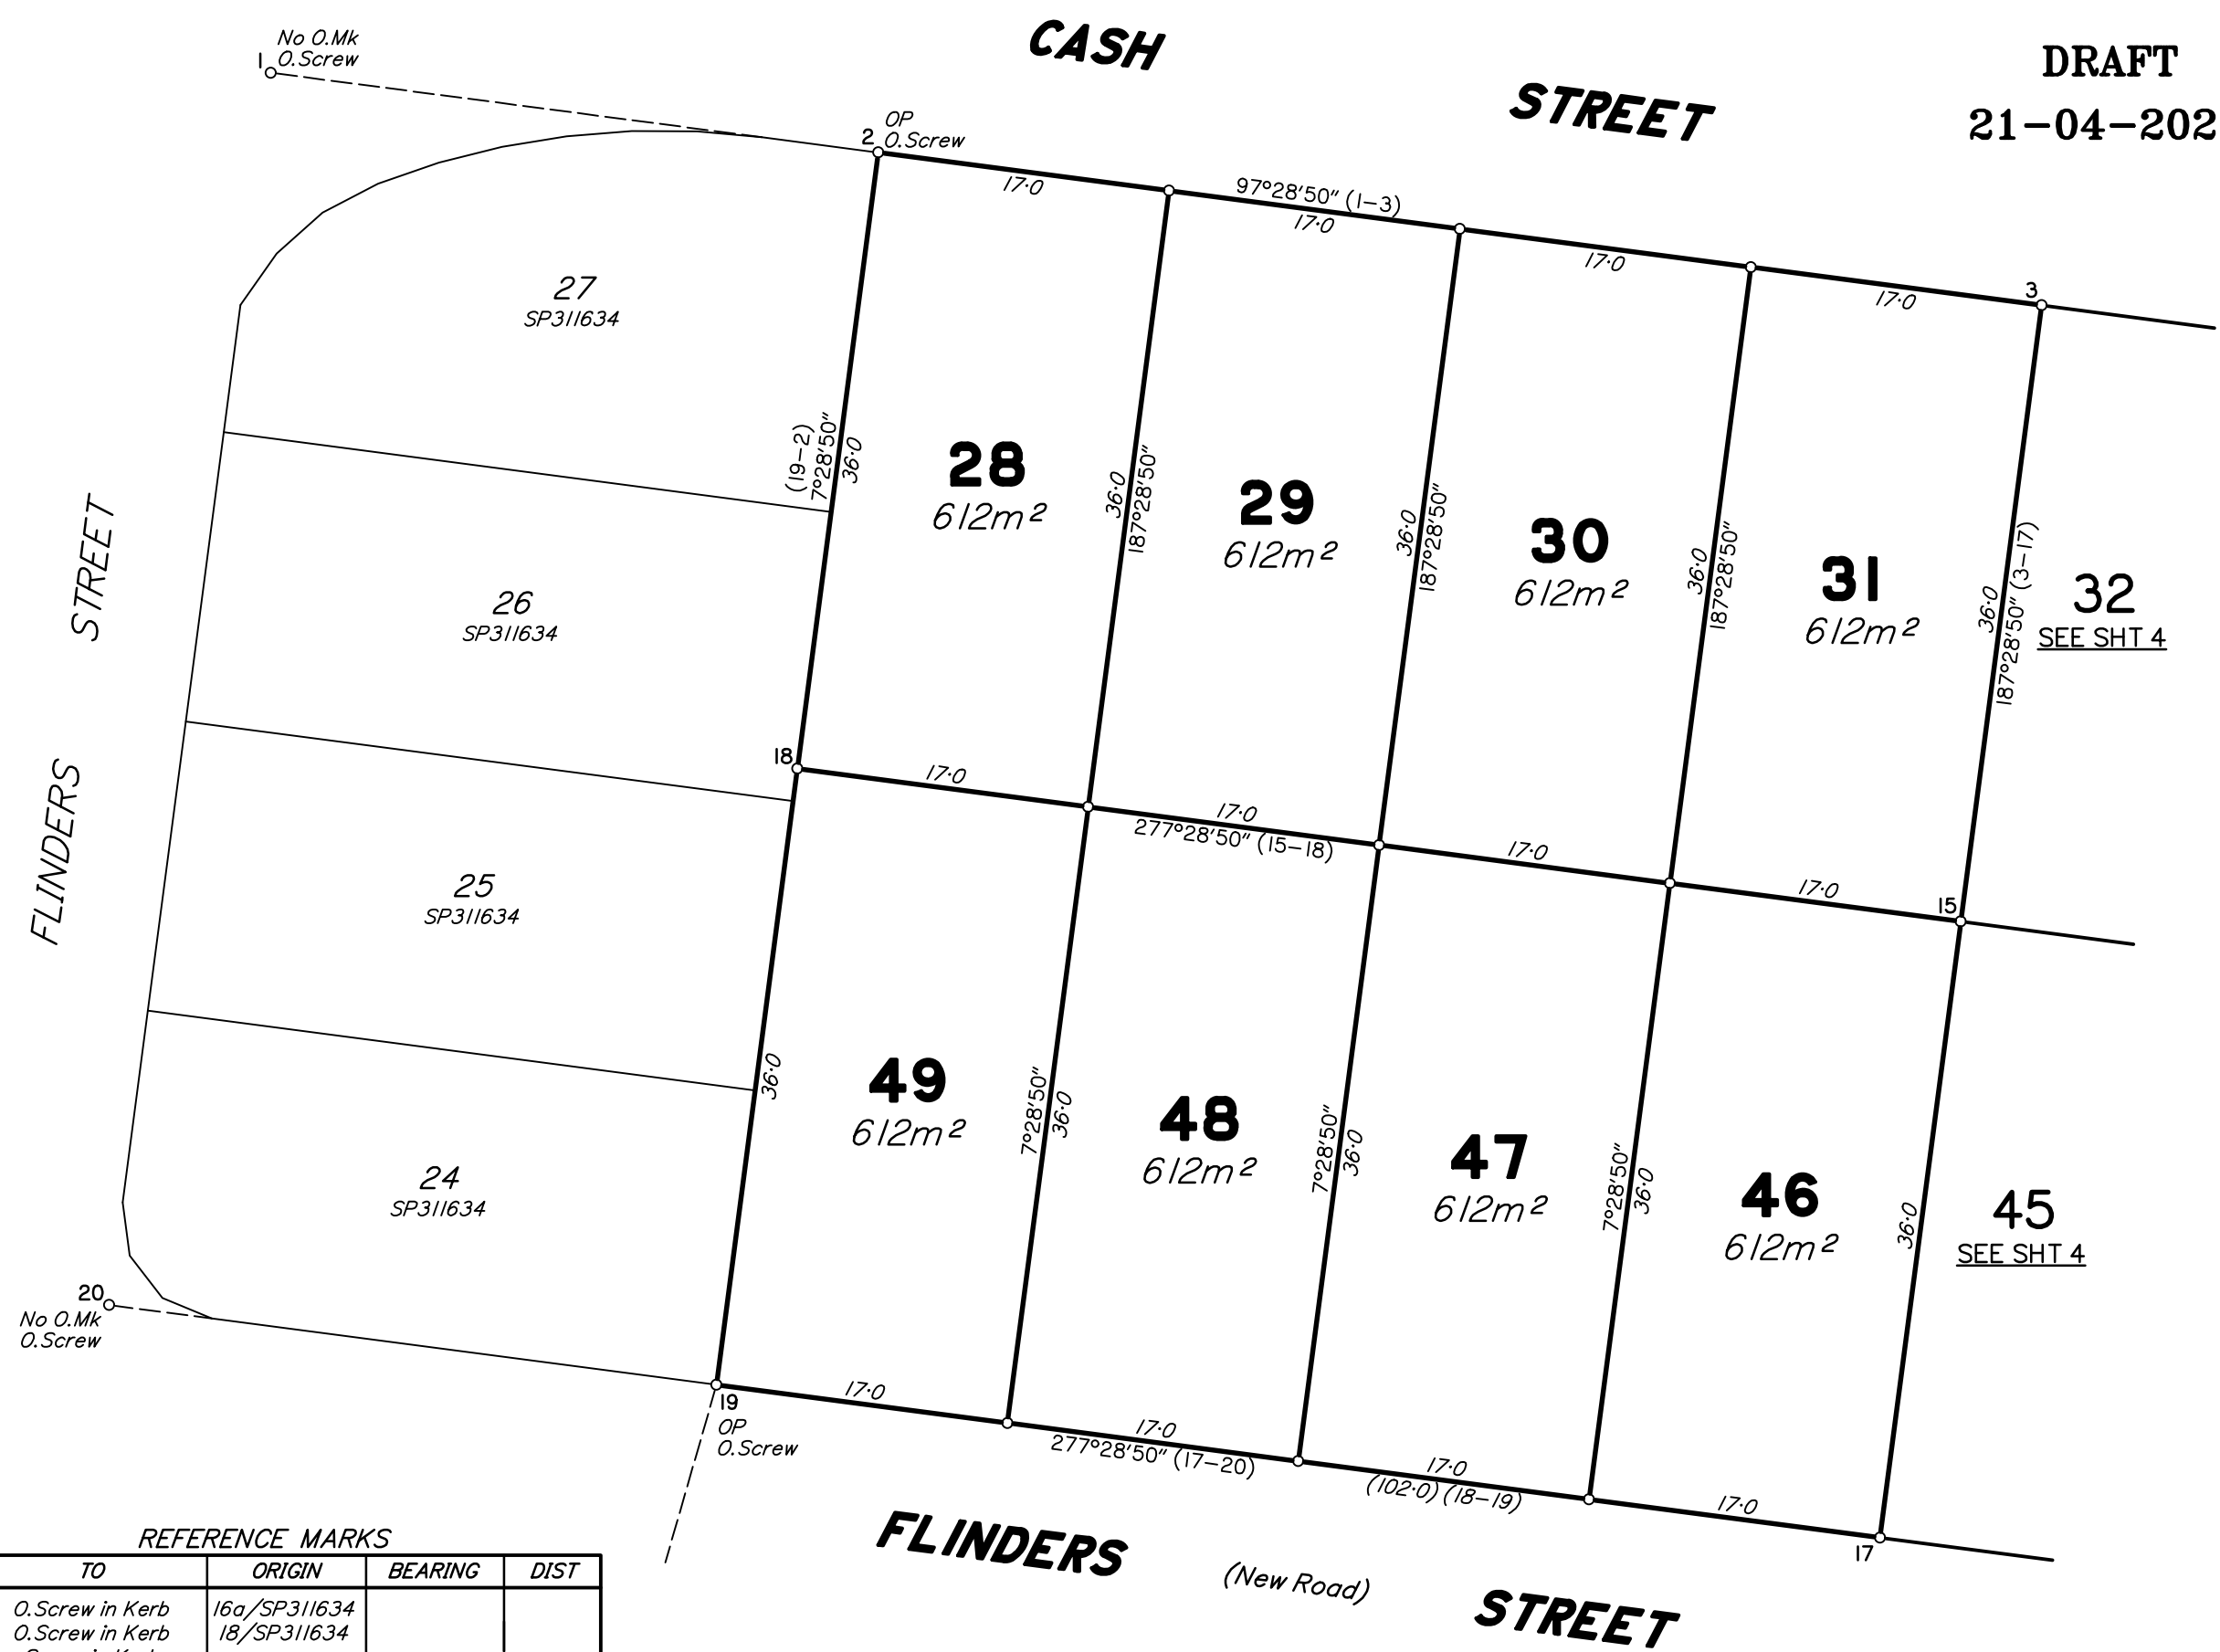 No O.Mk
1 O.Screw
CASH
STREET
DRAFT
21-04-202
OP
2 O.Screw
17·0
97°28'50" (1-3)
17·0
17·0
17·0
3
27
SP311634
(19-2)
7°28'50"
36·0
28
612m²
36·0
187°28'50"
29
612m²
36·0
187°28'50"
30
612m²
36·0
187°28'50"
31
612m²
36·0
187°28'50" (3-17)
32
SEE SHT 4
STREET
FLINDERS
26
SP311634
18
17·0
17·0
277°28'50" (15-18)
17·0
17·0
15
25
SP311634
36·0
49
612m²
7°28'50"
36·0
48
612m²
7°28'50"
36·0
47
612m²
7°28'50"
36·0
46
612m²
36·0
45
SEE SHT 4
24
SP311634
20
No O.Mk
O.Screw
19
OP
O.Screw
17·0
17·0
277°28'50" (17-20)
17·0
(102·0) (18-19)
17·0
17
FLINDERS
(New Road)
STREET
REFERENCE MARKS
TO ORIGIN BEARING DIST
O.Screw in Kerb 16a/SP311634
O.Screw in Kerb 18/SP311634